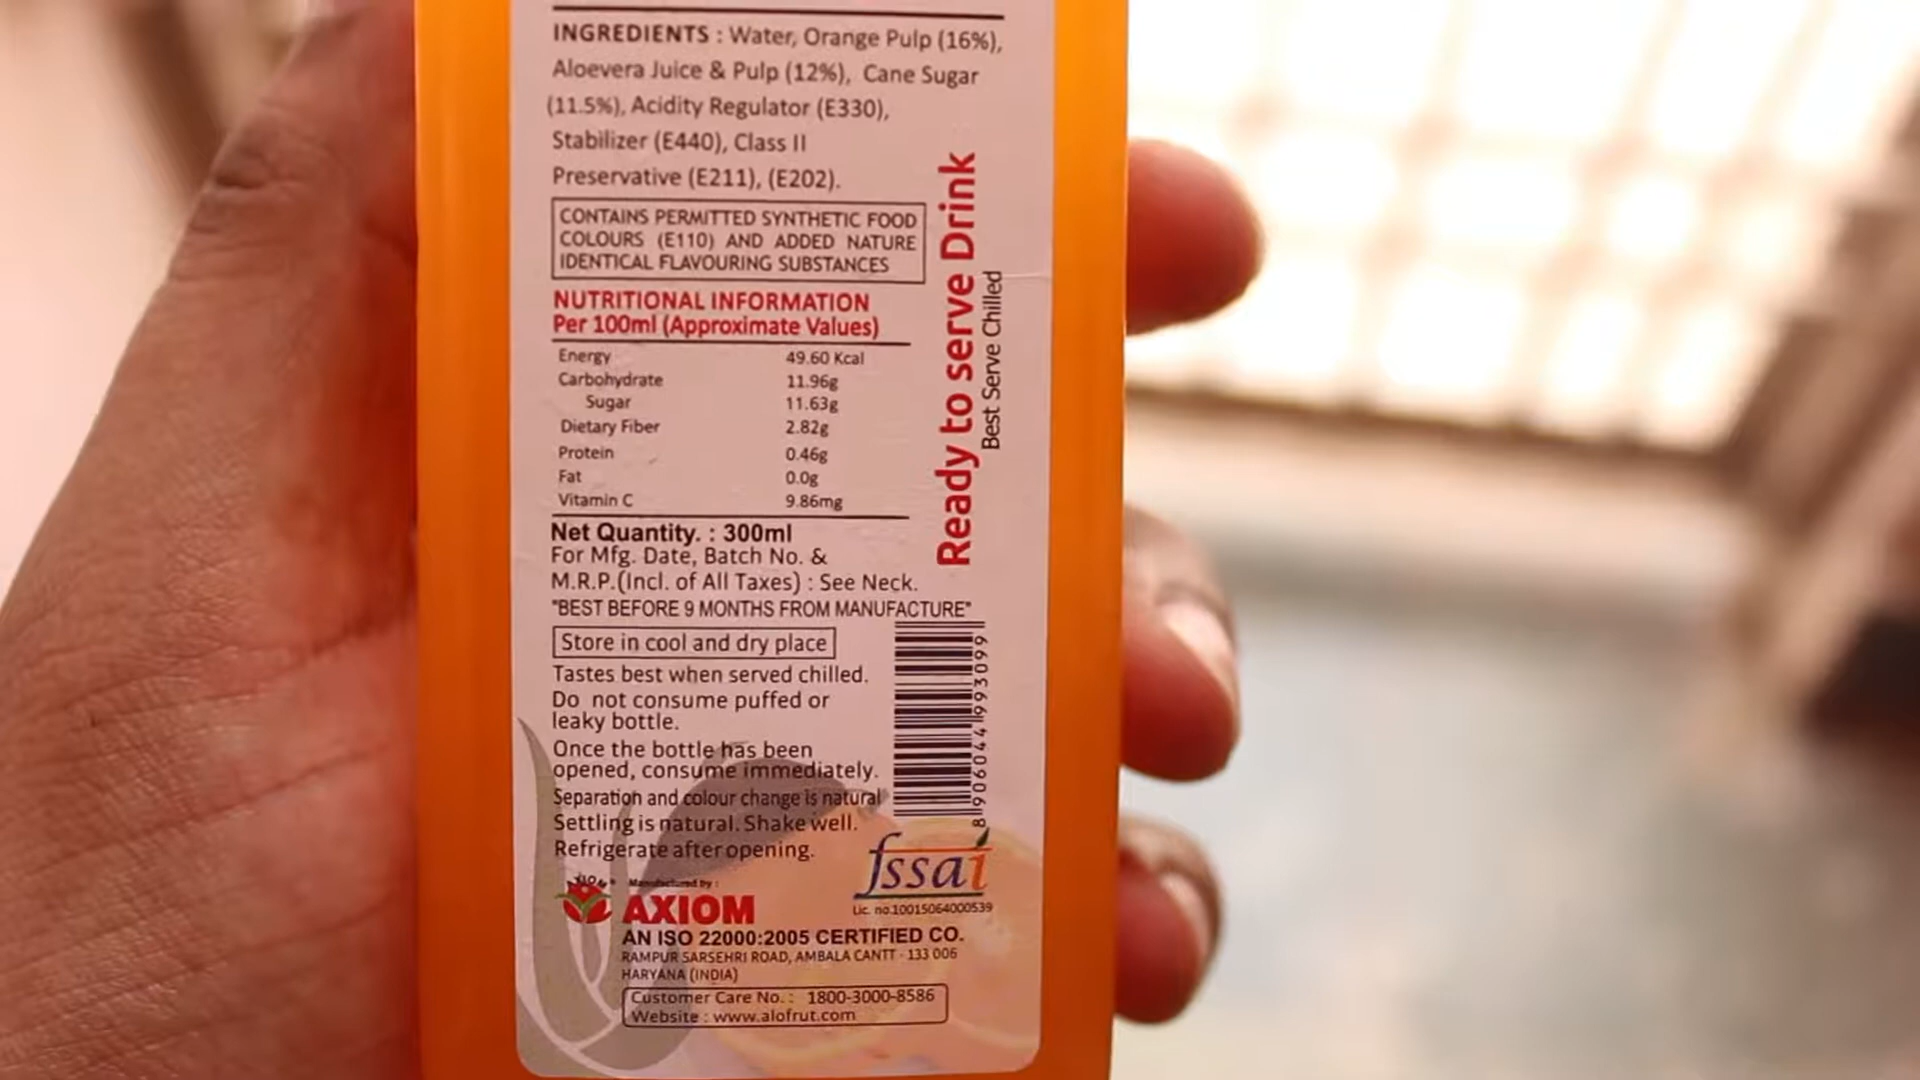 INGREDIENTS : Water, Orange Pulp (16%),
Aloevera Juice & Pulp (12%), Cane Sugar
(11.5%), Acidity Regulator (E330),
Stabilizer (E440), Class II
Preservative (E211), (E202).
CONTAINS PERMITTED SYNTHETIC FOOD
COLOURS (E110) AND ADDED NATURE
IDENTICAL FLAVOURING SUBSTANCES
NUTRITIONAL INFORMATION
Per 100ml (Approximate Values)
Energy 49.60 Kcal
Carbohydrate 11.96g
Sugar 11.63g
Dietary Fiber 2.82g
Protein 0.46g
Fat 0.0g
Vitamin C 9.86mg
Ready to serve Drink
Best Serve Chilled
Net Quantity. : 300ml
For Mfg. Date, Batch No. &
M.R.P.(Incl. of All Taxes) : See Neck.
"BEST BEFORE 9 MONTHS FROM MANUFACTURE"
Store in cool and dry place
Tastes best when served chilled.
Do not consume puffed or
leaky bottle.
Once the bottle has been
opened, consume immediately.
Separation and colour change is natural
Settling is natural. Shake well.
Refrigerate after opening.
8 906044 993099
fssai
Lic. no.10015064000539
AXIOM
Manufactured by :
AXIOM
AN ISO 22000:2005 CERTIFIED CO.
RAMPUR SARSEHRI ROAD, AMBALA CANTT - 133 006
HARYANA (INDIA)
Customer Care No. : 1800-3000-8586
Website : www.alofrut.com